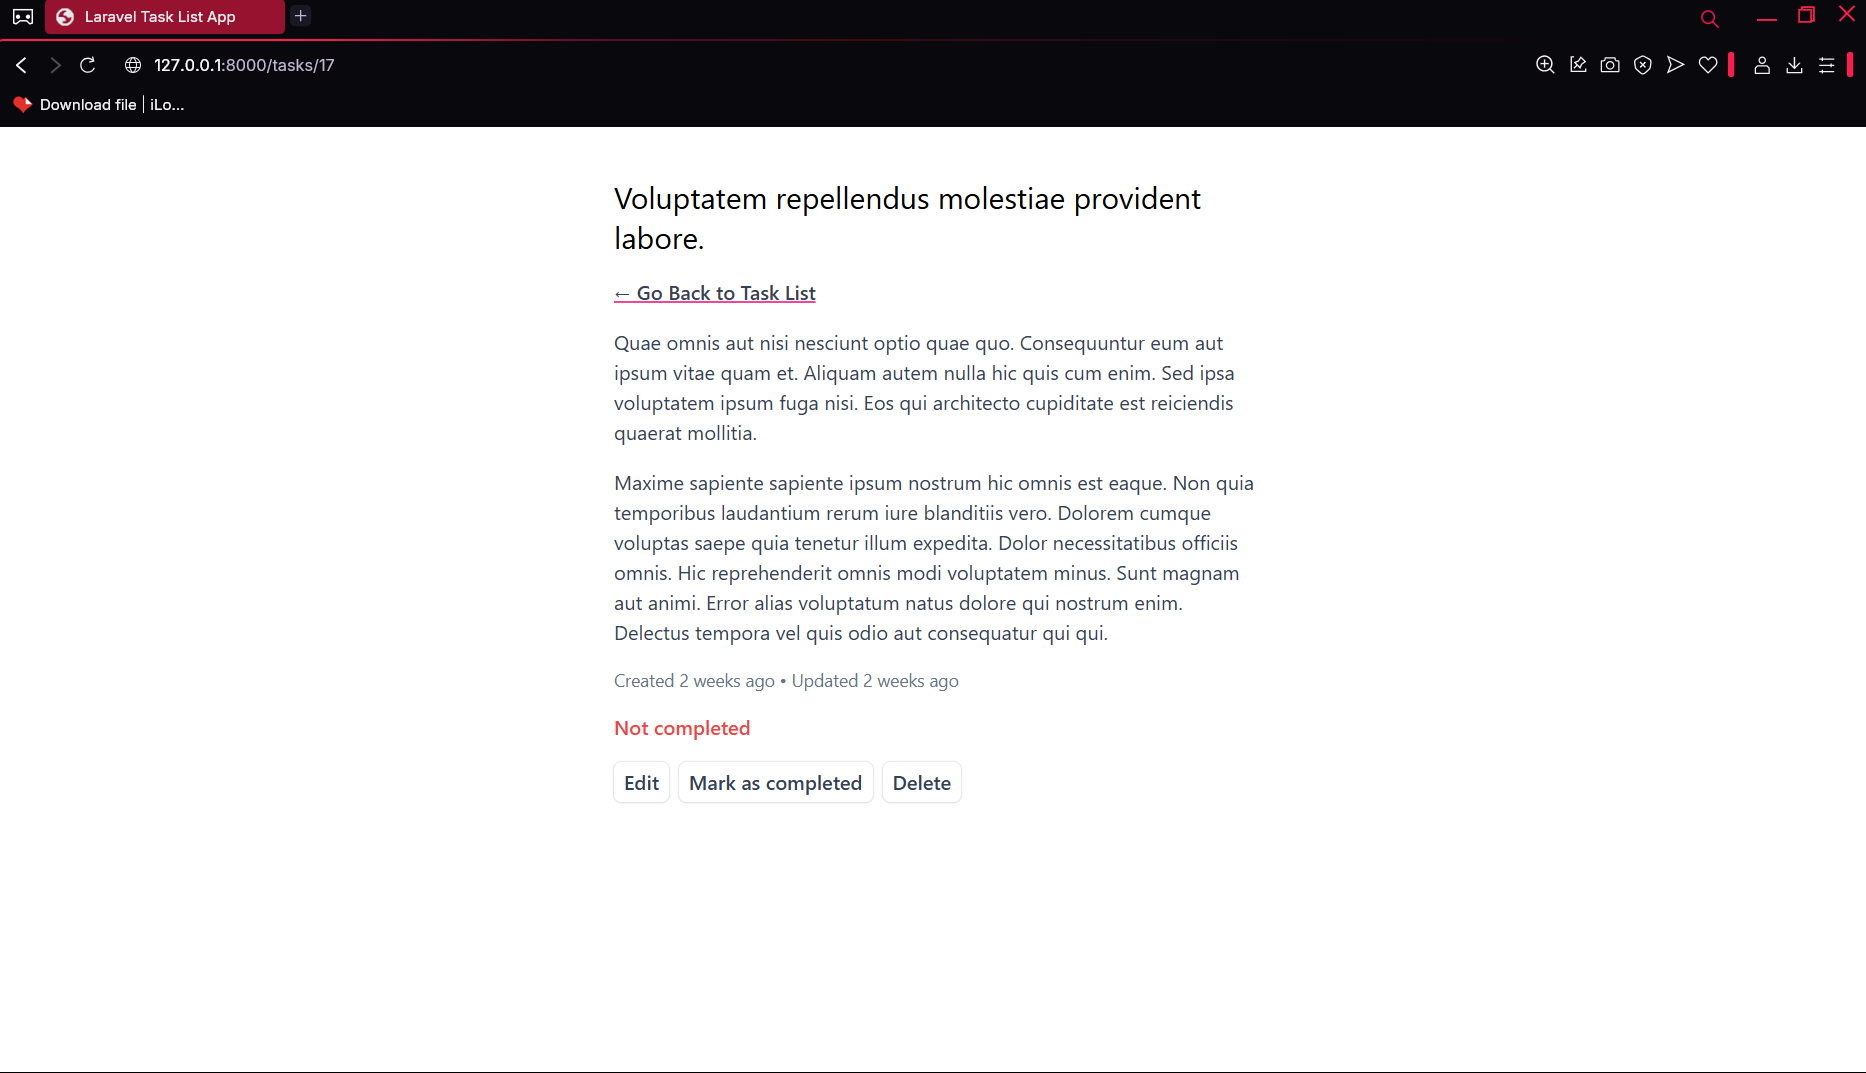 Laravel Task List App
127.0.0.1:8000/tasks/17
Download file | iLo...
Voluptatem repellendus molestiae provident
labore.
← Go Back to Task List
Quae omnis aut nisi nesciunt optio quae quo. Consequuntur eum aut
ipsum vitae quam et. Aliquam autem nulla hic quis cum enim. Sed ipsa
voluptatem ipsum fuga nisi. Eos qui architecto cupiditate est reiciendis
quaerat mollitia.
Maxime sapiente sapiente ipsum nostrum hic omnis est eaque. Non quia
temporibus laudantium rerum iure blanditiis vero. Dolorem cumque
voluptas saepe quia tenetur illum expedita. Dolor necessitatibus officiis
omnis. Hic reprehenderit omnis modi voluptatem minus. Sunt magnam
aut animi. Error alias voluptatum natus dolore qui nostrum enim.
Delectus tempora vel quis odio aut consequatur qui qui.
Created 2 weeks ago • Updated 2 weeks ago
Not completed
Edit Mark as completed Delete